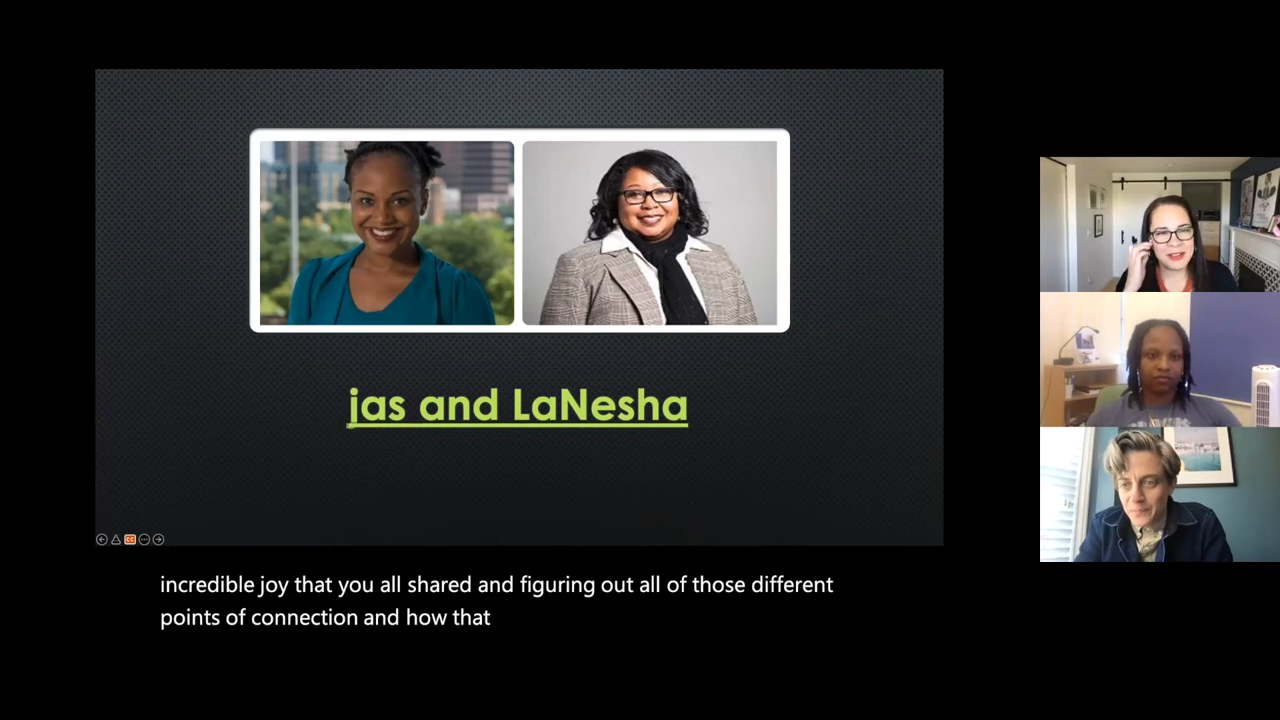 jas and LaNesha
incredible joy that you all shared and figuring out all of those different
points of connection and how that